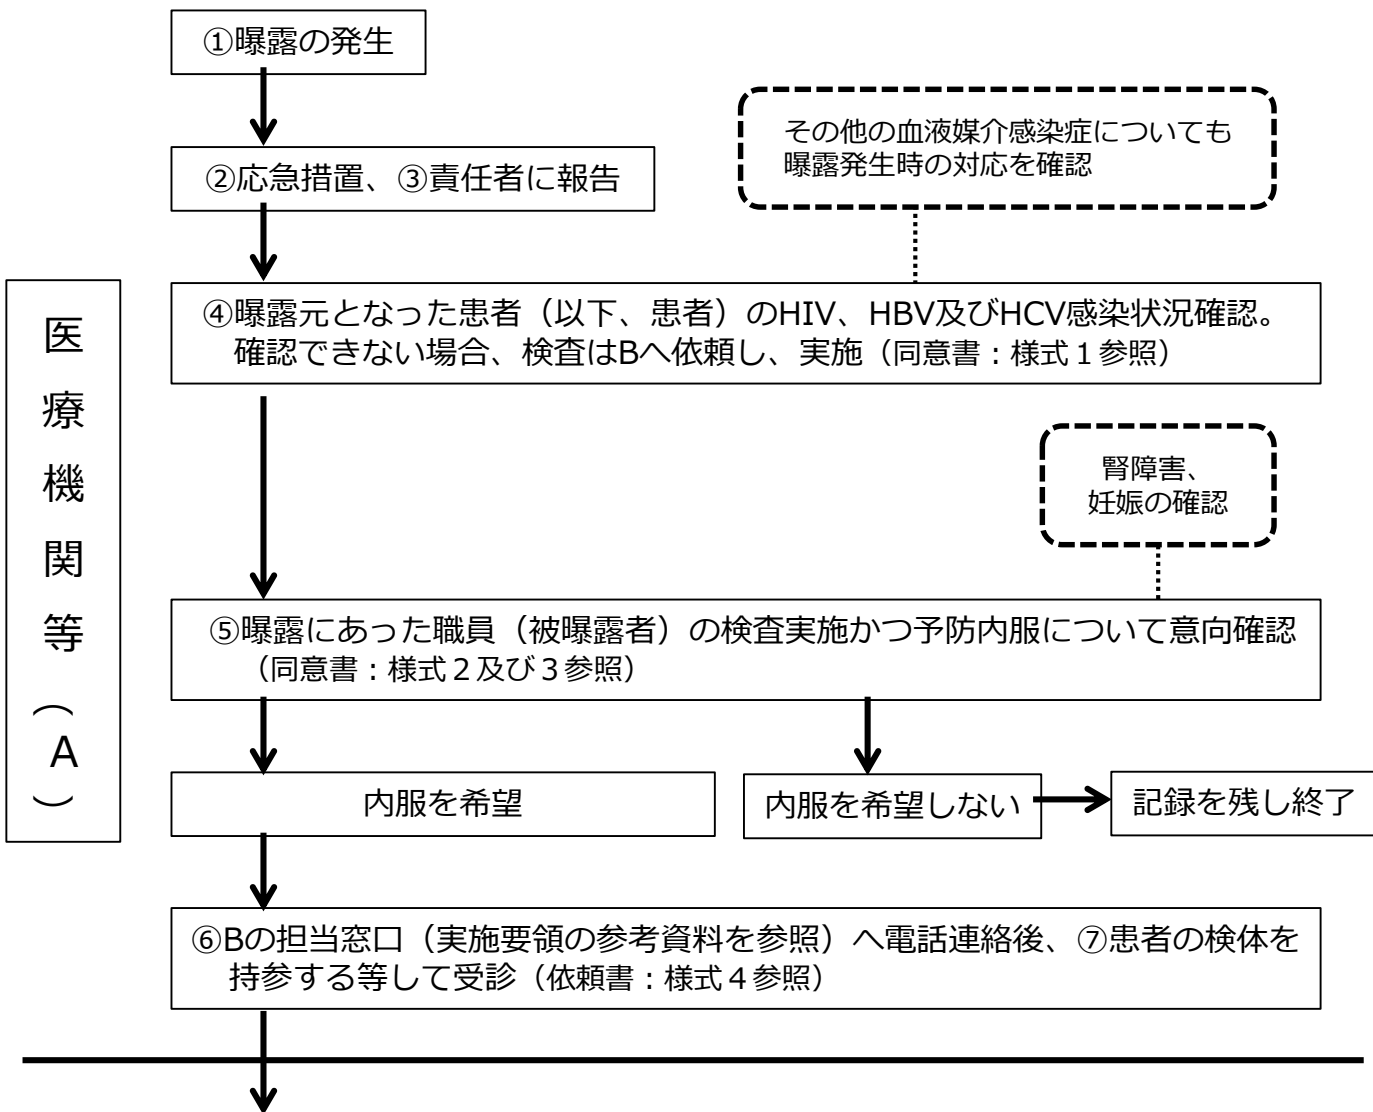 ①曝露の発生
その他の血液媒介感染症についても
曝露発生時の対応を確認
②応急措置、③責任者に報告
医療機関等（A）
④曝露元となった患者（以下、患者）のHIV、HBV及びHCV感染状況確認。
確認できない場合、検査はBへ依頼し、実施（同意書：様式１参照）
腎障害、
妊娠の確認
⑤曝露にあった職員（被曝露者）の検査実施かつ予防内服について意向確認
（同意書：様式２及び３参照）
内服を希望
内服を希望しない
記録を残し終了
⑥Bの担当窓口（実施要領の参考資料を参照）へ電話連絡後、⑦患者の検体を
持参する等して受診（依頼書：様式４参照）